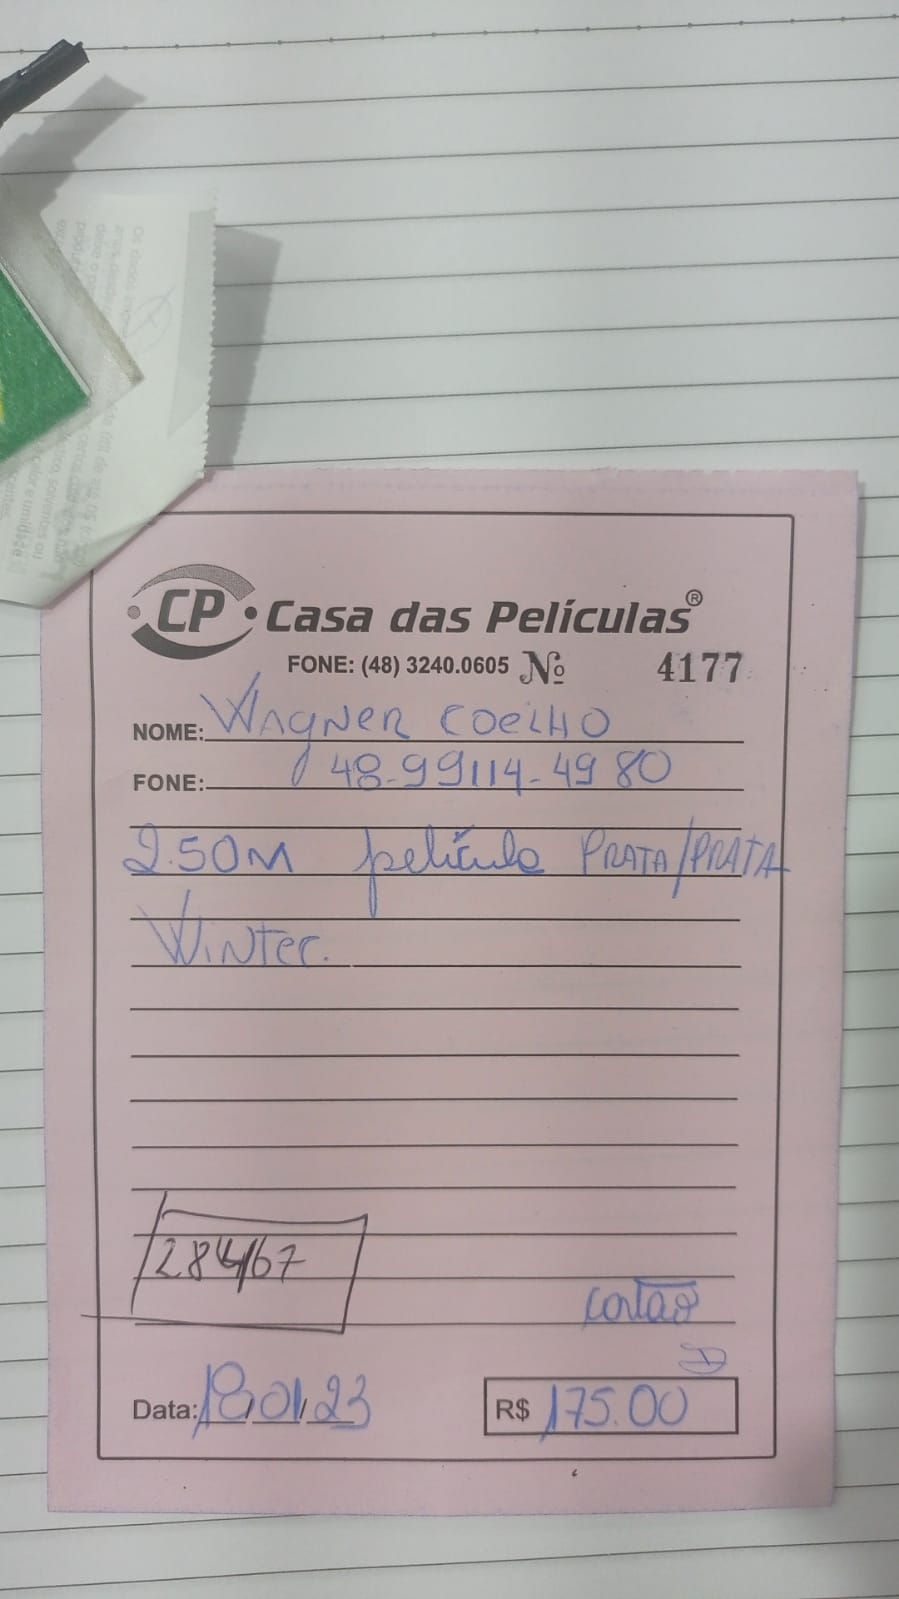 CP Casa das Películas®
FONE: (48) 3240.0605 Nº 4177
NOME: WAGNER COELHO
FONE: 48-99114-4980
2.50M película PRATA/PRATA
WINTER.
284167
cartão
D
Data: 18/01/23 R$ 175.00